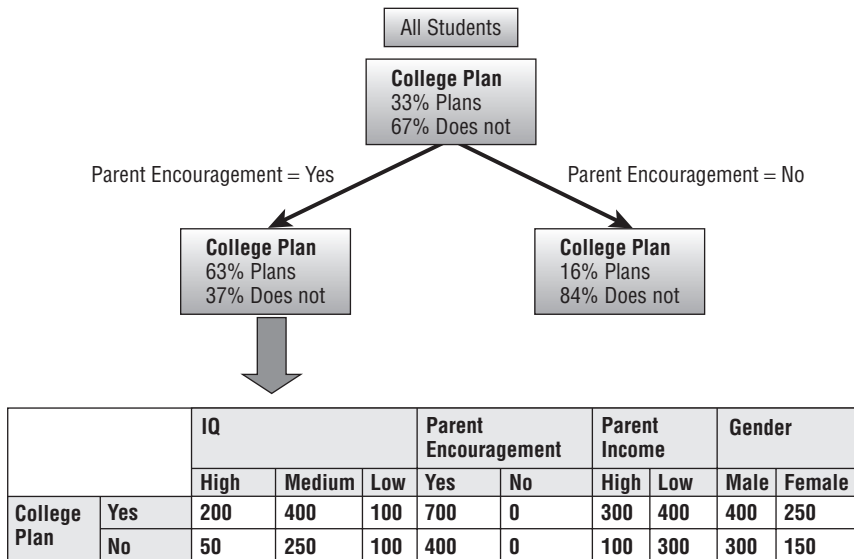 All Students
College Plan
33% Plans
67% Does not
Parent Encouragement = Yes
Parent Encouragement = No
College Plan
63% Plans
37% Does not
College Plan
16% Plans
84% Does not
IQ Parent Encouragement Parent Income Gender
High Medium Low Yes No High Low Male Female
College Plan Yes 200 400 100 700 0 300 400 400 250
No 50 250 100 400 0 100 300 300 150